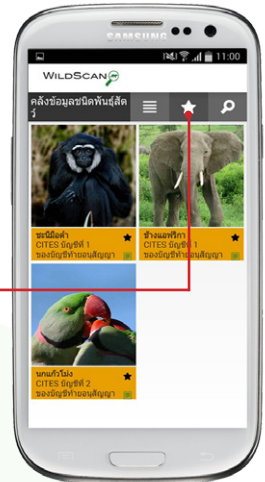 SAMSUNG
11:00
WILDSCAN
คลังข้อมูลชนิดพันธุ์สัต
ว์
ชะนีมือดำ
CITES บัญชีที่ 1
ของบัญชีท้ายอนุสัญญา
ช้างแอฟริกา
CITES บัญชีที่ 1
ของบัญชีท้ายอนุสัญญา
นกแก้วโม่ง
CITES บัญชีที่ 2
ของบัญชีท้ายอนุสัญญา